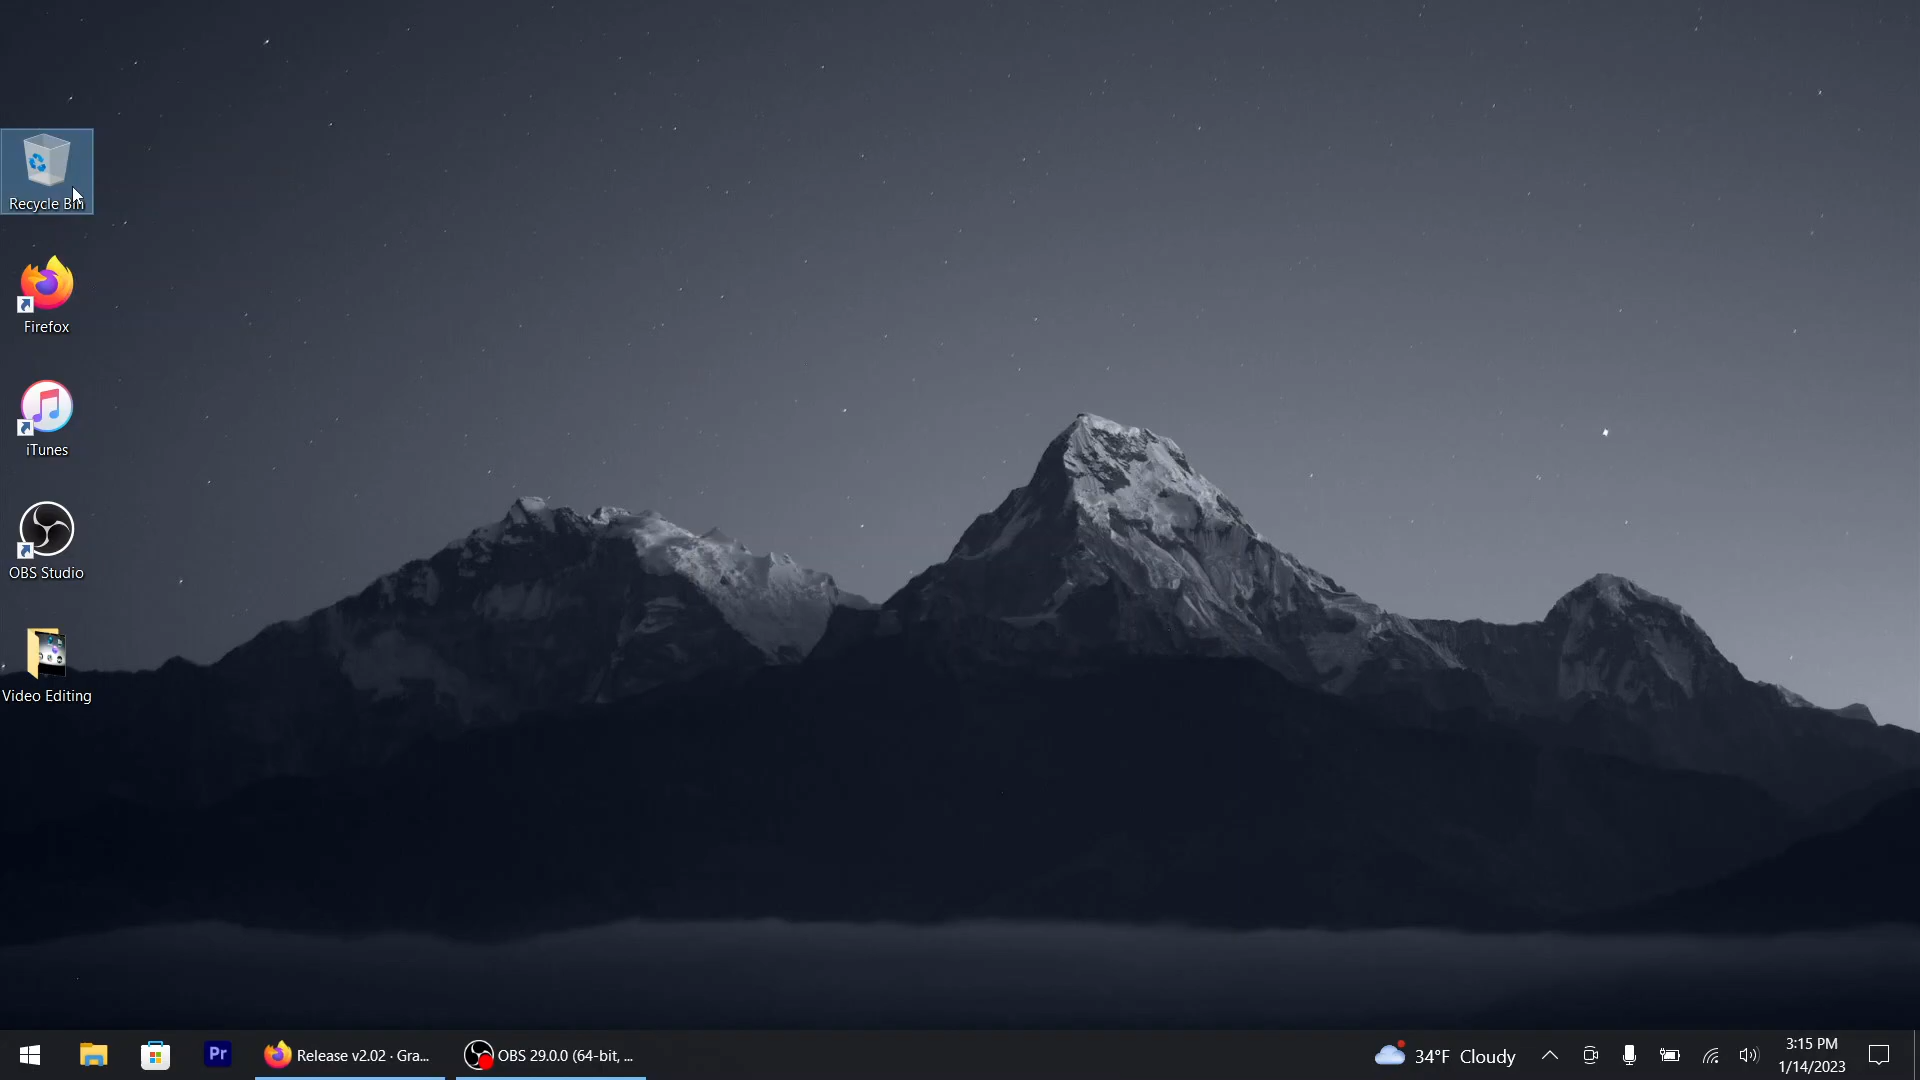 Recycle Bin
Firefox
iTunes
OBS Studio
Video Editing
Pr
Release v2.02 · Gra...
OBS 29.0.0 (64-bit, ...
34°F Cloudy
3:15 PM
1/14/2023